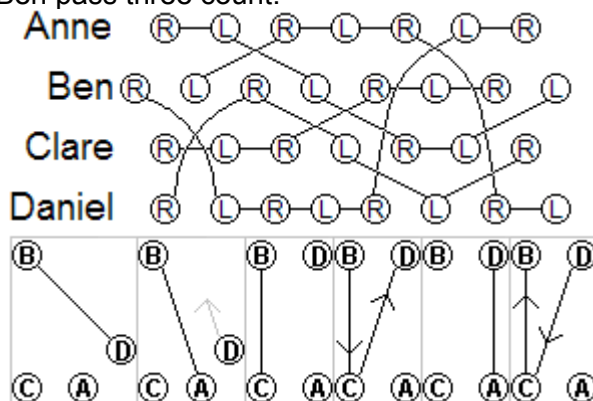 Ben pass three count.
Anne R L R L R L R
Ben R L R L R L R L
Clare R L R L R L R
Daniel R L R L R L R L
B B B D B D B D B D
D D
C A C A C A C A C A C A